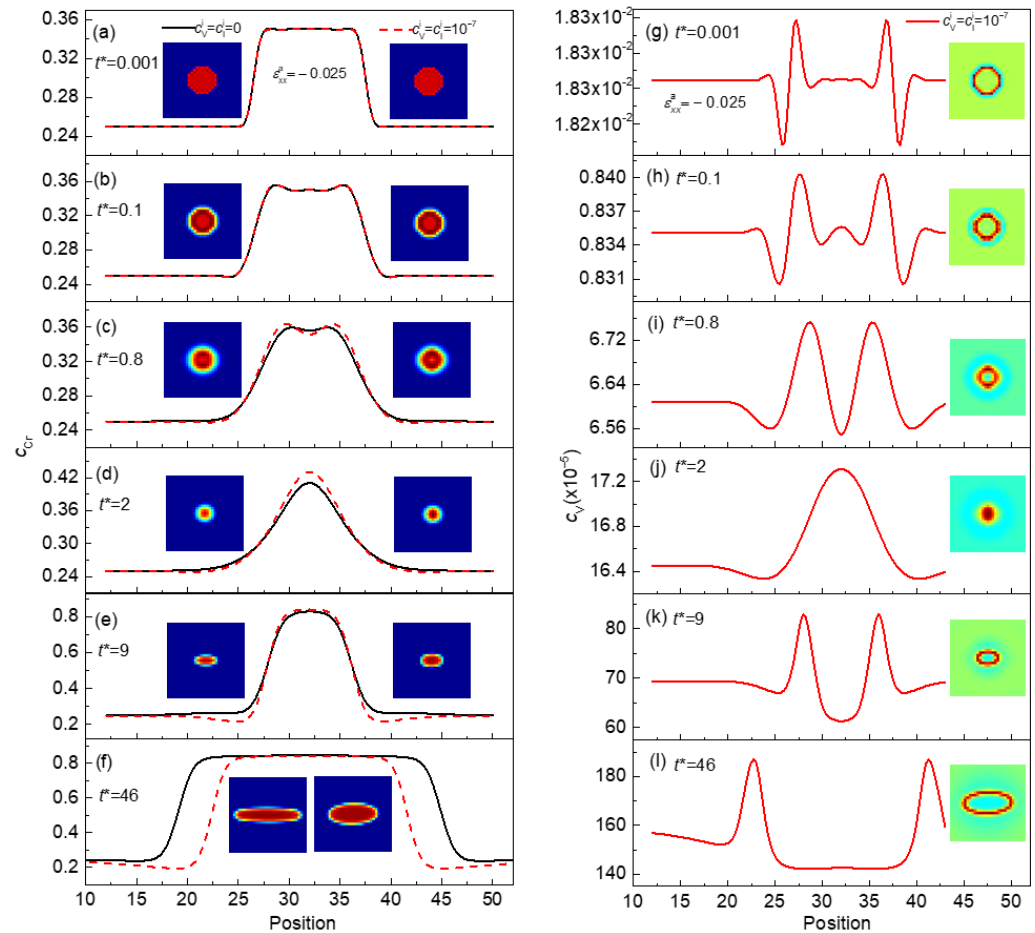 (a) c_V^i=c_I^i=0 c_V^i=c_I^i=10⁻⁷
t*=0.001
ε_xx^a=−0.025
0.36
0.32
0.28
0.24
(b)
t*=0.1
0.36
0.32
0.28
0.24
(c)
t*=0.8
0.36
0.32
0.28
0.24
c_Cr
(d)
t*=2
0.42
0.36
0.30
0.24
(e)
t*=9
0.8
0.6
0.4
0.2
(f)
t*=46
0.8
0.6
0.4
0.2
10 15 20 25 30 35 40 45 50
Position
(g) t*=0.001 c_V^i=c_I^i=10⁻⁷
ε_xx^a=−0.025
1.83x10⁻²
1.83x10⁻²
1.83x10⁻²
1.82x10⁻²
(h) t*=0.1
0.840
0.837
0.834
0.831
(i) t*=0.8
6.72
6.64
6.56
c_V(x10⁻⁵)
(j) t*=2
17.2
16.8
16.4
(k) t*=9
80
70
60
(l) t*=46
180
160
140
10 15 20 25 30 35 40 45 50
Position